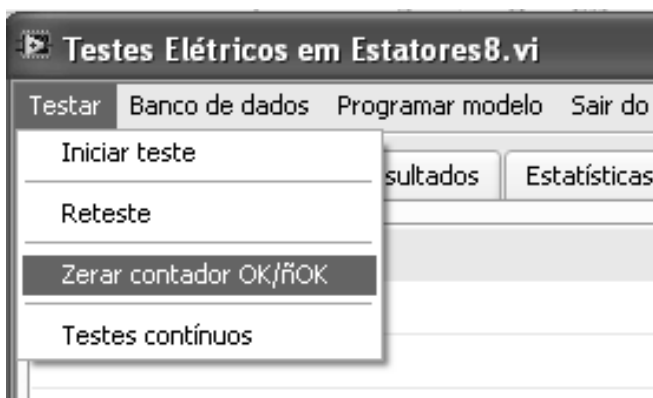 Testes Elétricos em Estatores8.vi
Testar Banco de dados Programar modelo Sair do
Iniciar teste
sultados Estatísticas
Reteste
Zerar contador OK/ñOK
Testes contínuos